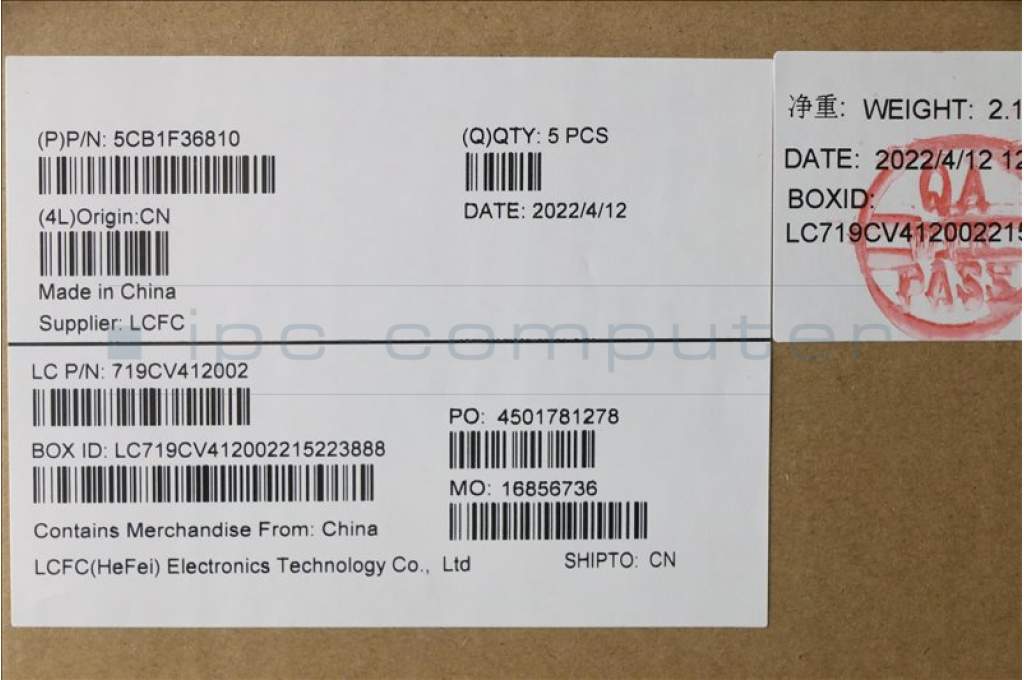 (P)P/N: 5CB1F36810
(Q)QTY: 5 PCS
(4L)Origin:CN
DATE: 2022/4/12
Made in China
Supplier: LCFC
ipc computer
LC P/N: 719CV412002
PO: 4501781278
BOX ID: LC719CV412002215223888
MO: 16856736
Contains Merchandise From: China
LCFC(HeFei) Electronics Technology Co., Ltd
SHIPTO: CN
净重: WEIGHT: 2.1
DATE: 2022/4/12 12
BOXID:
LC719CV412002215
QA
PASS